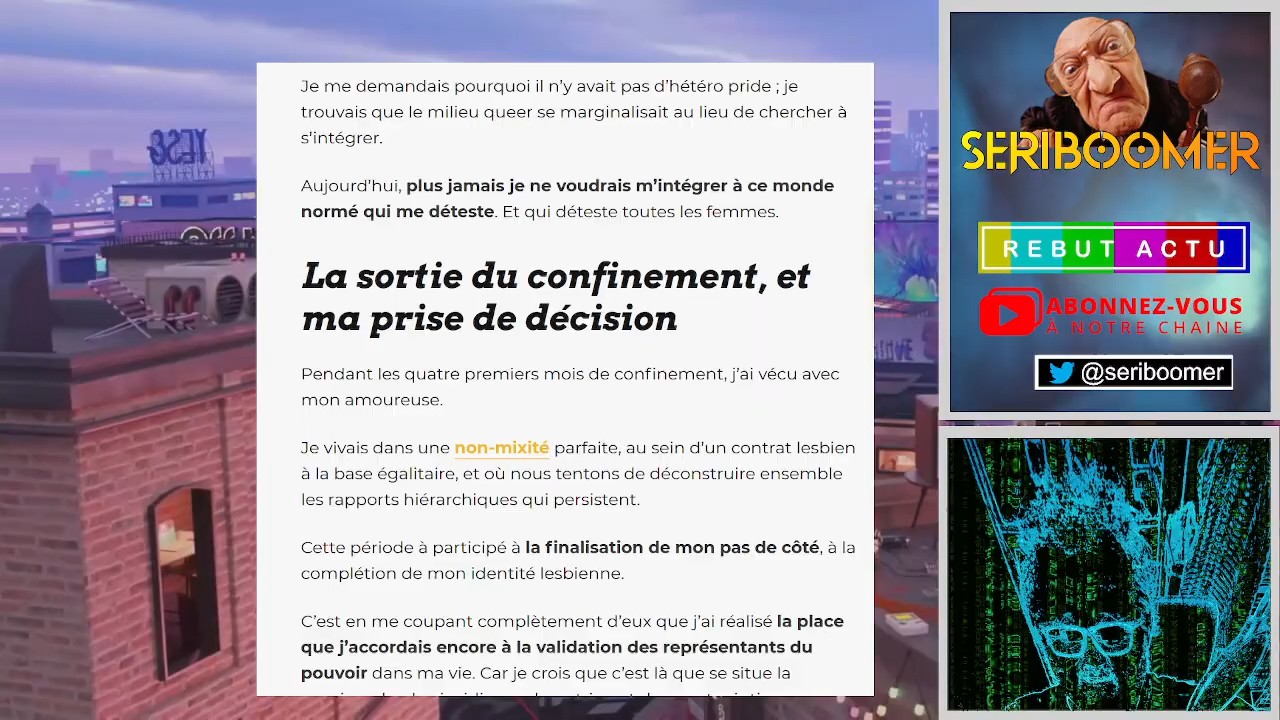 Je me demandais pourquoi il n'y avait pas d'hétéro pride ; je
trouvais que le milieu queer se marginalisait au lieu de chercher à
s'intégrer.
Aujourd'hui, plus jamais je ne voudrais m'intégrer à ce monde
normé qui me déteste. Et qui déteste toutes les femmes.
La sortie du confinement, et
ma prise de décision
Pendant les quatre premiers mois de confinement, j'ai vécu avec
mon amoureuse.
Je vivais dans une non-mixité parfaite, au sein d'un contrat lesbien
à la base égalitaire, et où nous tentons de déconstruire ensemble
les rapports hiérarchiques qui persistent.
Cette période à participé à la finalisation de mon pas de côté, à la
complétion de mon identité lesbienne.
C'est en me coupant complètement d'eux que j'ai réalisé la place
que j'accordais encore à la validation des représentants du
pouvoir dans ma vie. Car je crois que c'est là que se situe la
SERIBOOMER
REBUT ACTU
ABONNEZ-VOUS
À NOTRE CHAINE
@seriboomer